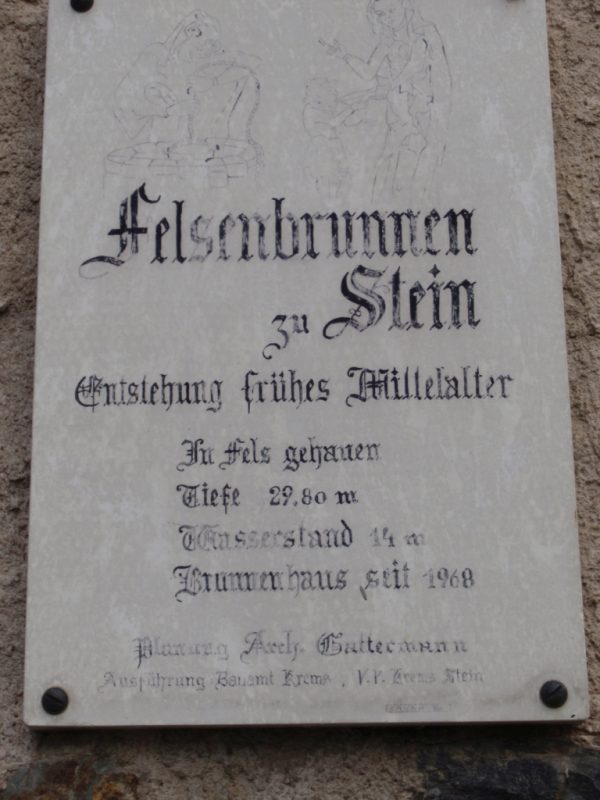 Felsenbrunnen
zu Stein
Entstehung frühes Mittelalter
In Fels gehauen
Tiefe 29.80 m
Wasserstand 14 m
Brunnenhaus seit 1968
Planung Arch. Guttermann
Ausführung Bauamt Krems, V.V. Krems Stein